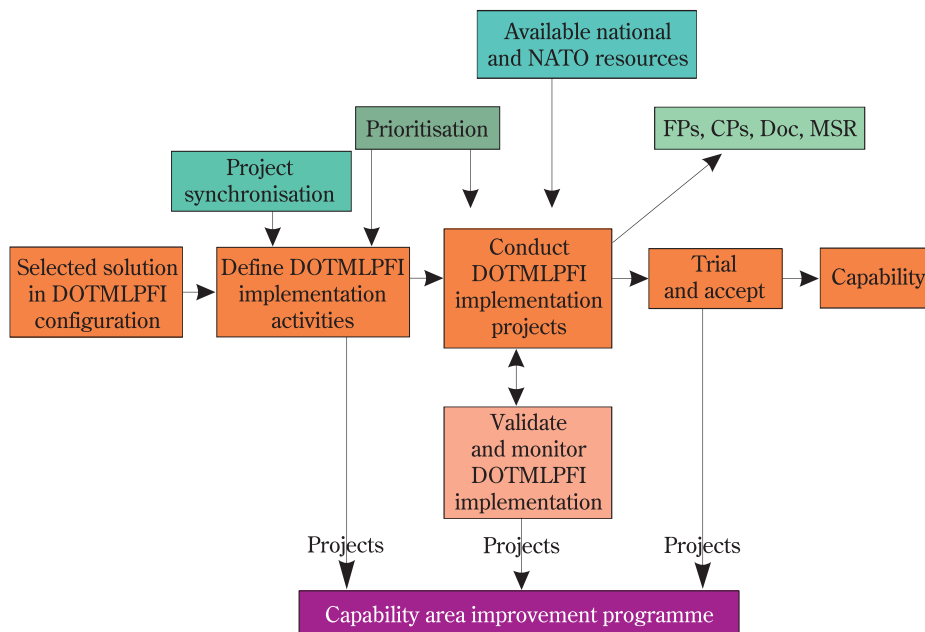 Available national
and NATO resources
Prioritisation
FPs, CPs, Doc, MSR
Project
synchronisation
Selected solution
in DOTMLPFI
configuration
Define DOTMLPFI
implementation
activities
Conduct
DOTMLPFI
implementation
projects
Trial
and accept
Capability
Validate
and monitor
DOTMLPFI
implementation
Projects
Projects
Projects
Capability area improvement programme